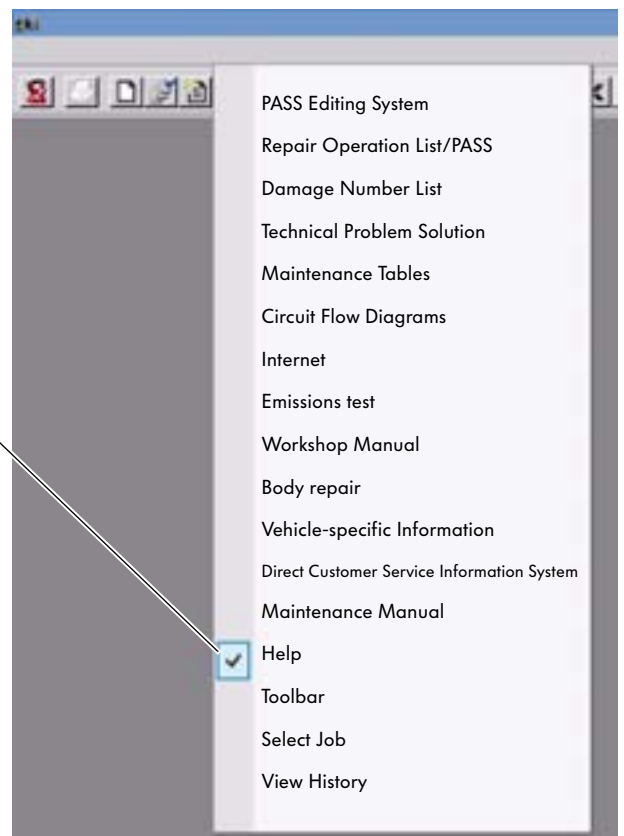 PASS Editing System
Repair Operation List/PASS
Damage Number List
Technical Problem Solution
Maintenance Tables
Circuit Flow Diagrams
Internet
Emissions test
Workshop Manual
Body repair
Vehicle-specific Information
Direct Customer Service Information System
Maintenance Manual
Help
Toolbar
Select Job
View History